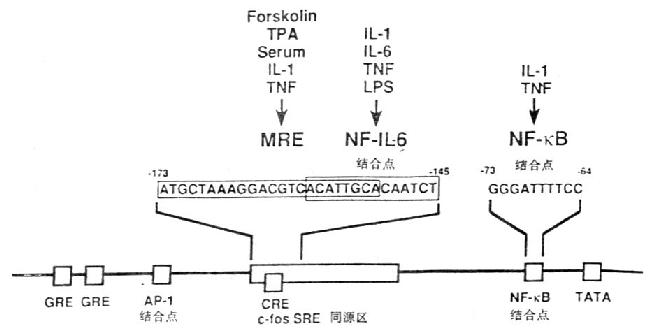 Forskolin
TPA
Serum
IL-1
TNF
MRE
IL-1
IL-6
TNF
LPS
NF-IL6
结合点
IL-1
TNF
NF-κB
结合点
-173 -145
ATGCTAAAGGACGTCACATTGCACAATCT
-73 -64
GGGATTTTCC
GRE GRE AP-1 CRE NF-κB TATA
结合点 c-fos SRE 同源区 结合点